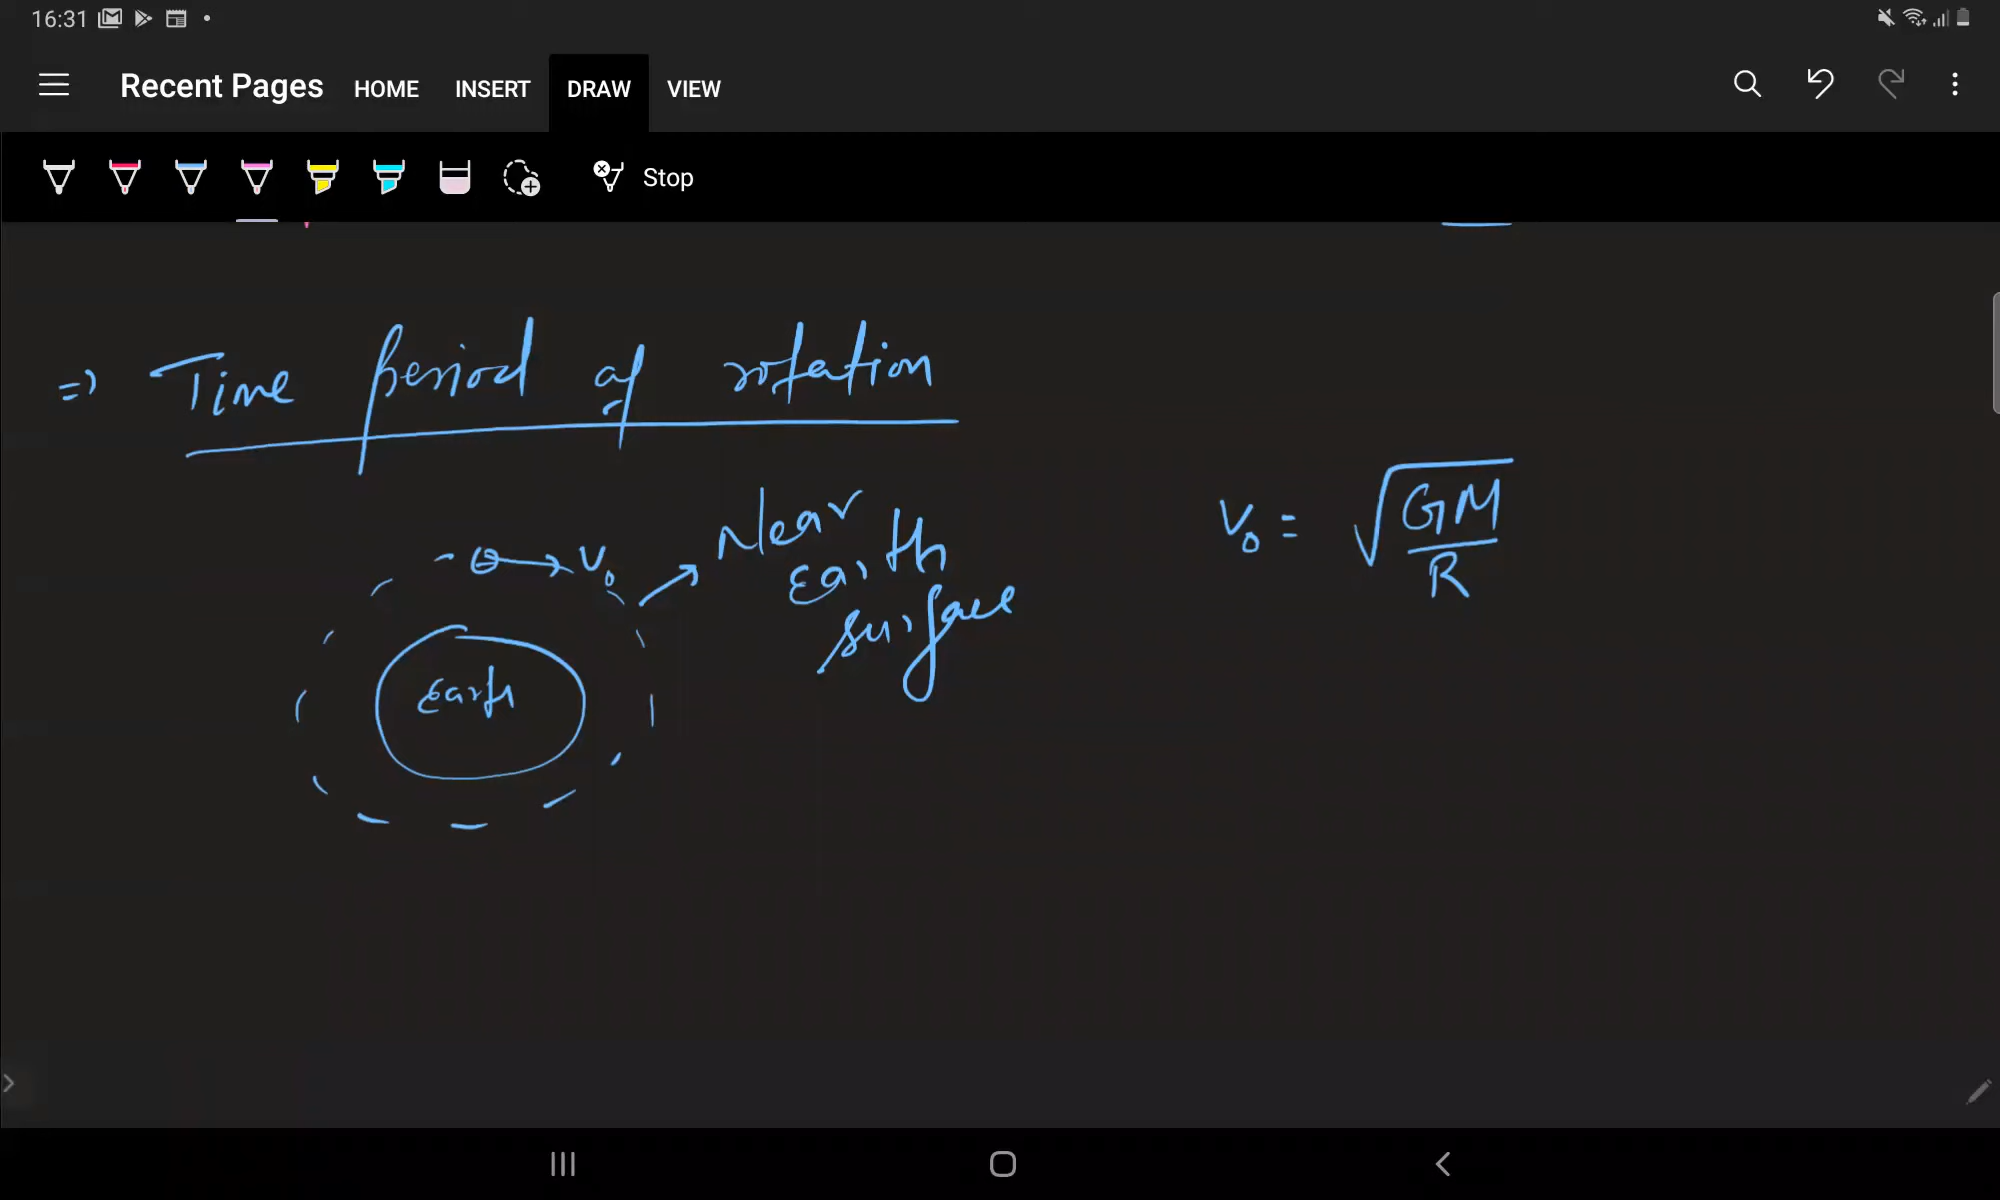 16:31
Recent Pages HOME INSERT DRAW VIEW
Stop
=> Time period of rotation
Near
earth
surface
V₀
Earth
V₀ = √GM/R